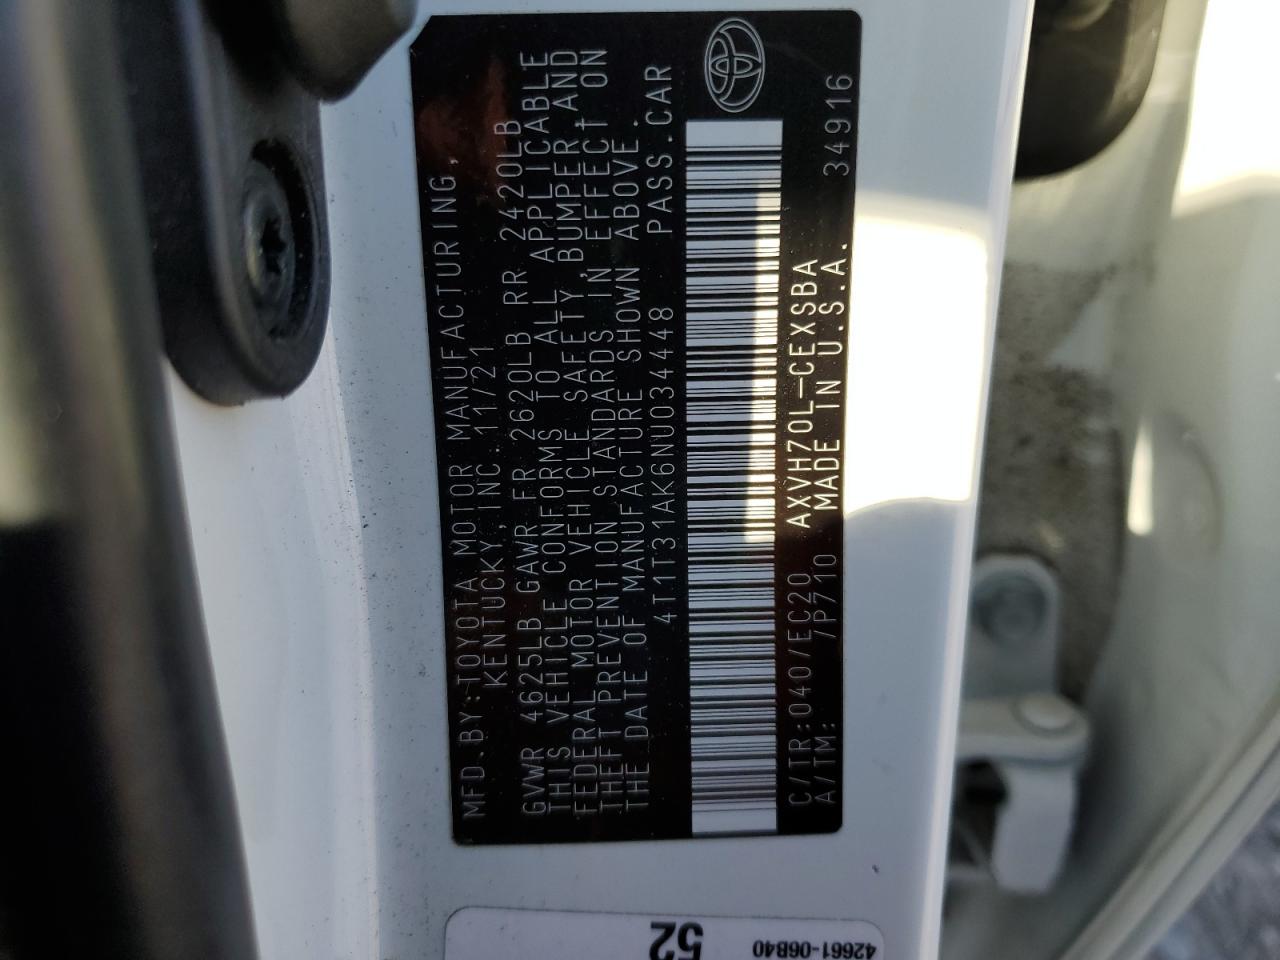 MFD.BY:TOYOTA MOTOR MANUFACTURING,
KENTUCKY,INC. 11/21
GVWR 4625LB GAWR FR 2620LB RR 2420LB
THIS VEHICLE CONFORMS TO ALL APPLICABLE
FEDERAL MOTOR VEHICLE SAFETY,BUMPER,AND
THEFT PREVENTION STANDARDS IN EFFECT ON
THE DATE OF MANUFACTURE SHOWN ABOVE.
4T1T31AK6NU034448 PASS.CAR
C/TR:040/EC20 AXVH70L-CEXSBA 34916
A/TM: /P710 MADE IN U.S.A.
52
42661-06B40